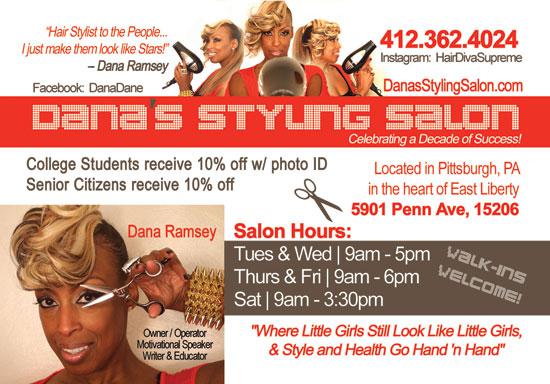 "Hair Stylist to the People...
I just make them look like Stars!"
– Dana Ramsey
Facebook: DanaDane
412.362.4024
Instagram: HairDivaSupreme
DanasStylingSalon.com
Dana's Styling Salon
Celebrating a Decade of Success!
College Students receive 10% off w/ photo ID
Senior Citizens receive 10% off
Located in Pittsburgh, PA
in the heart of East Liberty
5901 Penn Ave, 15206
Dana Ramsey
Owner / Operator
Motivational Speaker
Writer & Educator
Salon Hours:
Tues & Wed | 9am - 5pm
Thurs & Fri | 9am - 6pm
Sat | 9am - 3:30pm
WALK-INS
WELCOME!
"Where Little Girls Still Look Like Little Girls,
& Style and Health Go Hand 'n Hand"